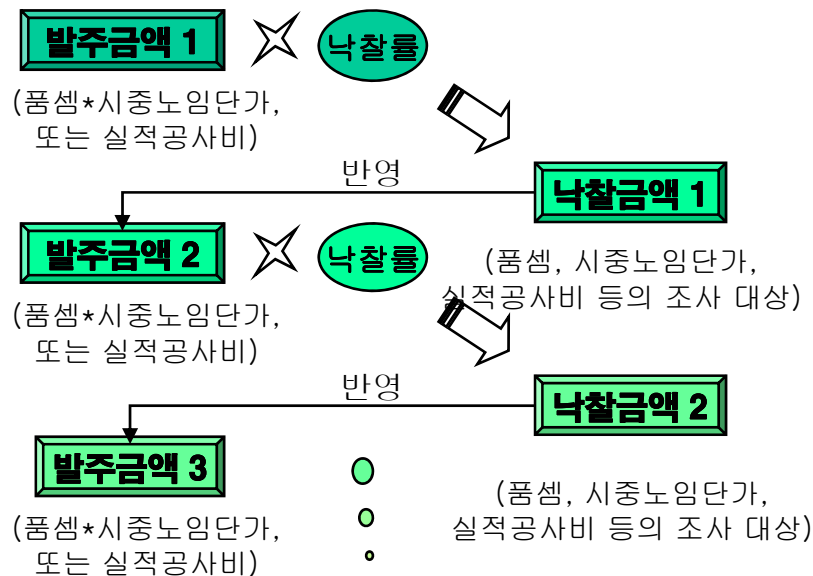 발주금액 1
낙찰률
(품셈*시중노임단가,
또는 실적공사비)
반영
낙찰금액 1
발주금액 2
낙찰률
(품셈, 시중노임단가,
실적공사비 등의 조사 대상)
(품셈*시중노임단가,
또는 실적공사비)
반영
낙찰금액 2
발주금액 3
(품셈, 시중노임단가,
실적공사비 등의 조사 대상)
(품셈*시중노임단가,
또는 실적공사비)